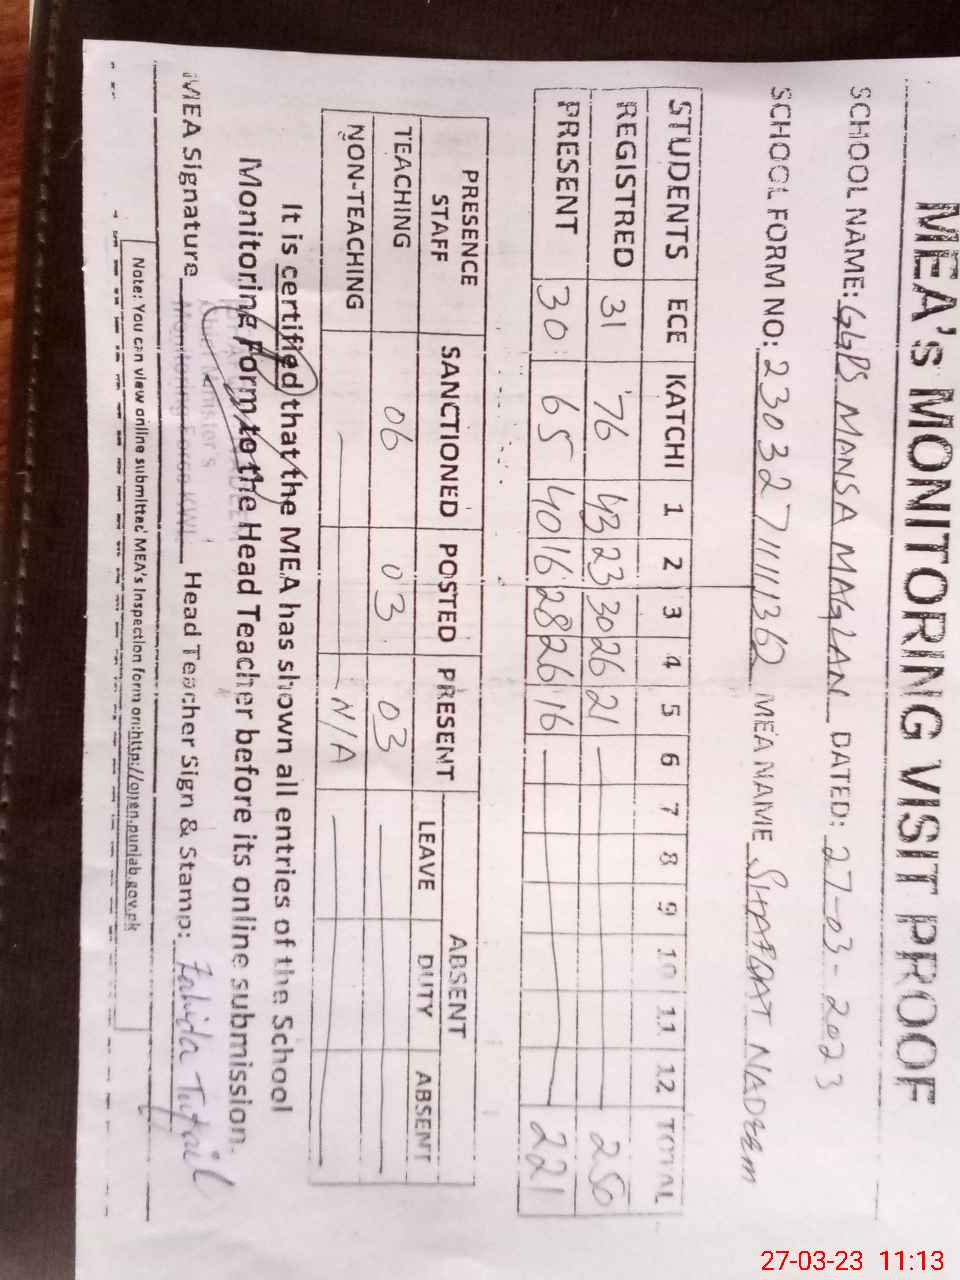 MEA's MONITORING VISIT PROOF
SCHOOL NAME: GGPS MANSA MAGLAN DATED: 27-03-2023
SCHOOL FORM NO: 23032711111362 MEA NAME SHAFQAT NADEEM
STUDENTS ECE KATCHI 1 2 3 4 5 6 7 8 9 10 11 12 TOTAL
REGISTRED 31 76 43 23 30 26 21 250
PRESENT 30 65 40 16 28 26 16 221
PRESENCE STAFF SANCTIONED POSTED PRESENT ABSENT
LEAVE DUTY ABSENT
TEACHING 06 03 03
NON-TEACHING N/A
It is certified that the MEA has shown all entries of the School
Monitoring Form to the Head Teacher before its online submission.
MEA Signature Head Teacher Sign & Stamp: Zahida Tufail
Monitoring Force KWL
Note: You can view online submitted MEA's Inspection form on:http://open.punjab.gov.pk
27-03-23 11:13